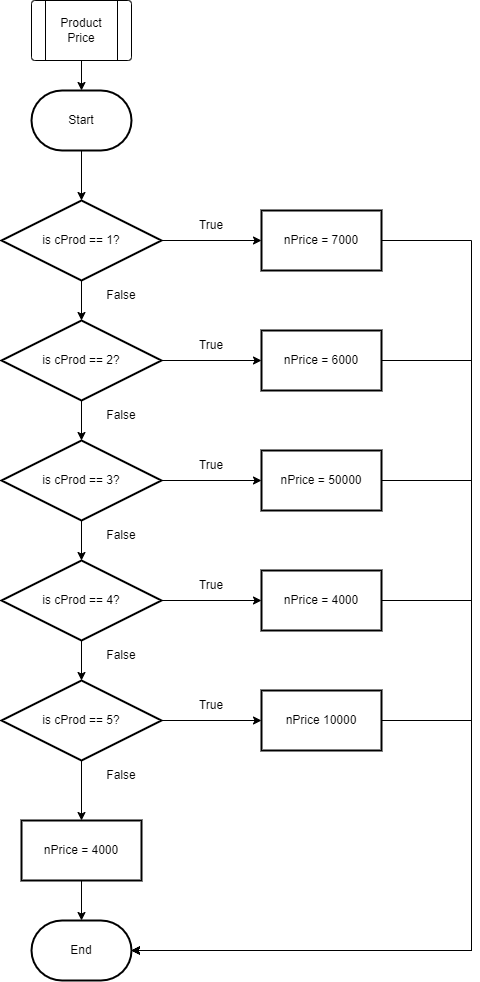 Product
Price
Start
is cProd == 1?
True
nPrice = 7000
False
is cProd == 2?
True
nPrice = 6000
False
is cProd == 3?
True
nPrice = 50000
False
is cProd == 4?
True
nPrice = 4000
False
is cProd == 5?
True
nPrice 10000
False
nPrice = 4000
End